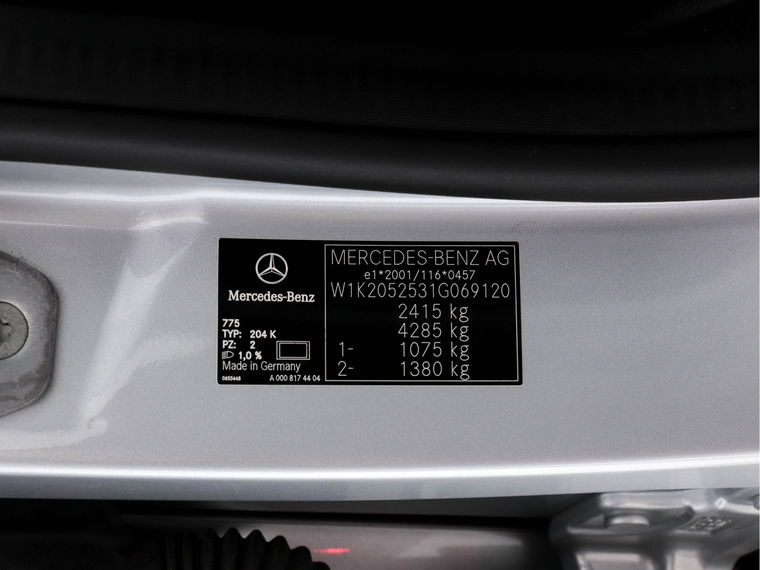 Mercedes-Benz
775
TYP: 204 K
PZ: 2
1,0 %
Made in Germany
0655448 A 000 817 44 04
MERCEDES-BENZ AG
e1*2001/116*0457
W1K2052531G069120
2415 kg
4285 kg
1- 1075 kg
2- 1380 kg